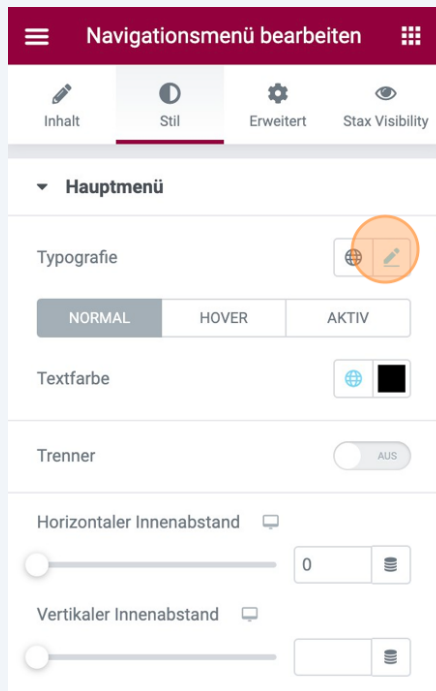 Navigationsmenü bearbeiten
Inhalt Stil Erweitert Stax Visibility
Hauptmenü
Typografie
NORMAL HOVER AKTIV
Textfarbe
Trenner AUS
Horizontaler Innenabstand
0
Vertikaler Innenabstand